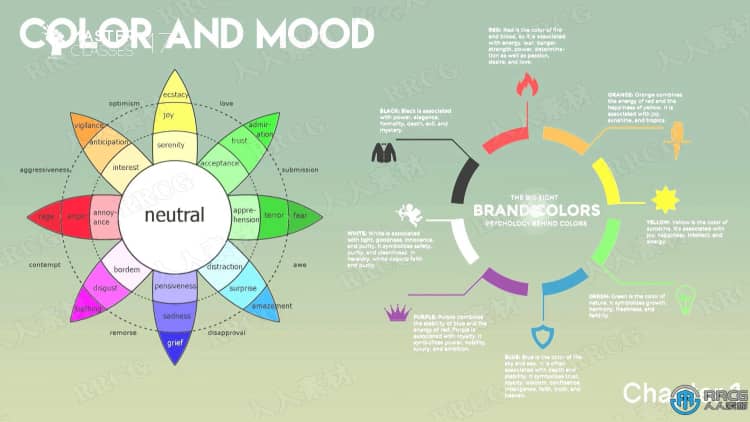 COLOR AND MOOD
MASTER
CLASSES
17
ecstacy
joy
serenity
optimism
love
vigilance
anticipation
interest
admir-
ation
trust
acceptance
aggressiveness
submission
rage
anger
annoy-
ance
neutral
appre-
hension
terror
fear
contempt
awe
boredom
disgust
loathing
pensiveness
sadness
grief
distraction
surprise
amazement
remorse
disapproval
RED: Red is the color of fire
and blood, so it is associated
with energy, war, danger,
strength, power, determina-
tion as well as passion,
desire, and love.
ORANGE: Orange combines
the energy of red and the
happiness of yellow. It is
associated with joy,
sunshine, and tropics.
BLACK: Black is associated
with power, elegance,
formality, death, evil, and
mystery.
THE BIG EIGHT
BRAND COLORS
PSYCHOLOGY BEHIND COLORS
YELLOW: Yellow is the color of
sunshine. It's associated with
joy, happiness, intellect, and
energy.
WHITE: White is associated
with light, goodness, innocence,
and purity. It symbolizes safety,
purity, and cleanliness. In
heraldry, white depicts faith
and purity.
GREEN: Green is the color of
nature. It symbolizes growth,
harmony, freshness, and
fertility.
PURPLE: Purple combines
the stability of blue and the
energy of red. Purple is
associated with royalty. It
symbolizes power, nobility,
luxury, and ambition.
BLUE: Blue is the color of the
sky and sea. It is often
associated with depth and
stability. It symbolizes trust,
loyalty, wisdom, confidence,
intelligence, faith, truth, and
heaven.
RRCG
人人素材